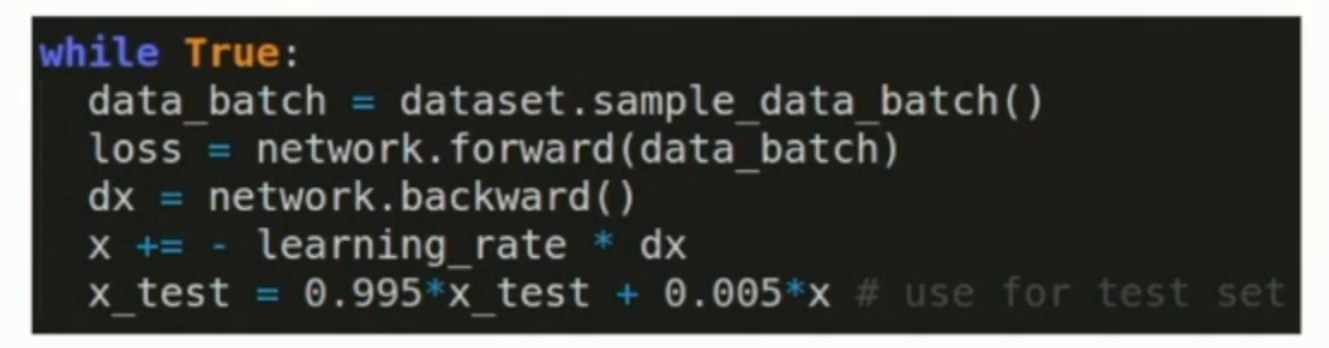 while True:
  data_batch = dataset.sample_data_batch()
  loss = network.forward(data_batch)
  dx = network.backward()
  x += - learning_rate * dx
  x_test = 0.995*x_test + 0.005*x # use for test set